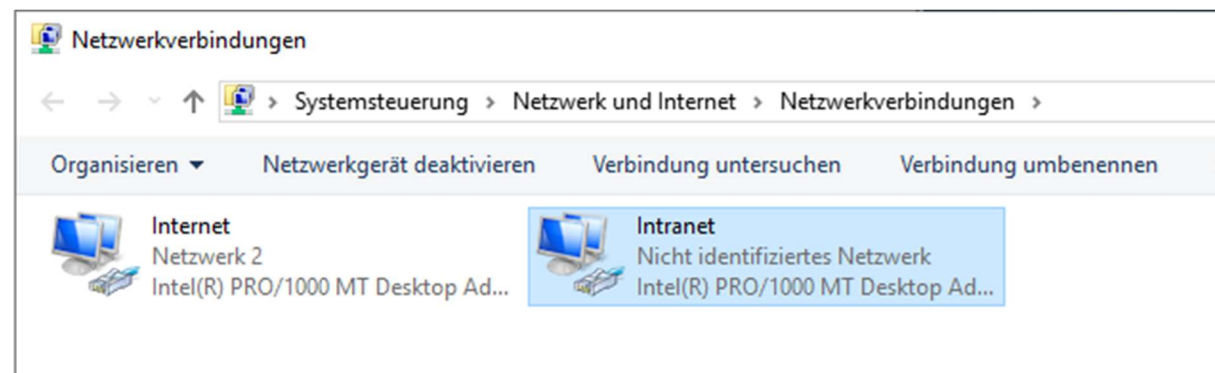 Netzwerkverbindungen
Systemsteuerung > Netzwerk und Internet > Netzwerkverbindungen >
Organisieren Netzwerkgerät deaktivieren Verbindung untersuchen Verbindung umbenennen
Internet
Netzwerk 2
Intel(R) PRO/1000 MT Desktop Ad...
Intranet
Nicht identifiziertes Netzwerk
Intel(R) PRO/1000 MT Desktop Ad...